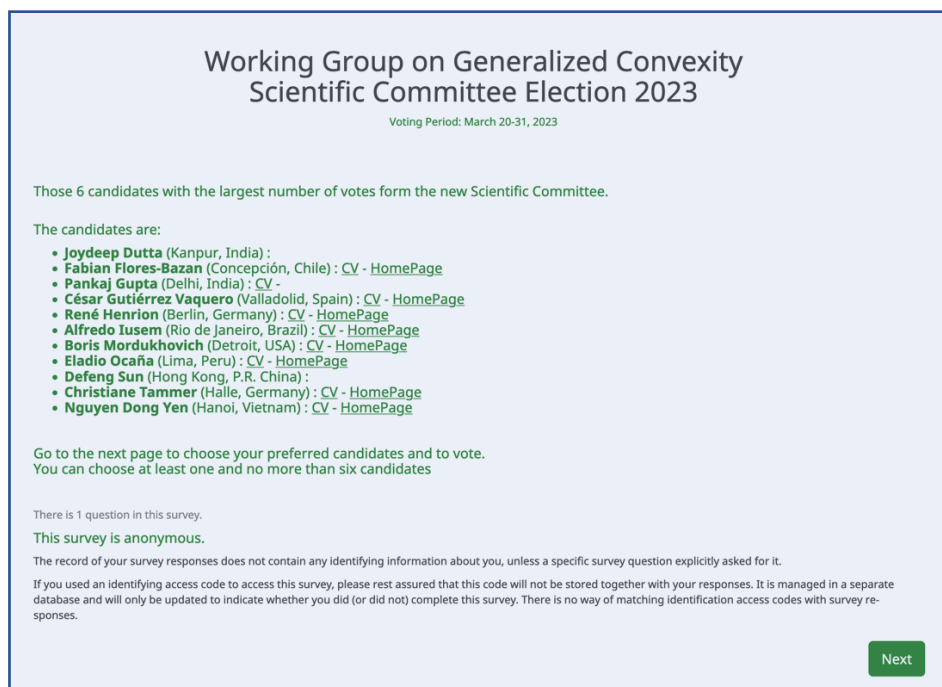 Working Group on Generalized Convexity
Scientific Committee Election 2023
Voting Period: March 20-31, 2023
Those 6 candidates with the largest number of votes form the new Scientific Committee.
The candidates are:
• Joydeep Dutta (Kanpur, India) :
• Fabian Flores-Bazan (Concepción, Chile) : CV - HomePage
• Pankaj Gupta (Delhi, India) : CV -
• César Gutiérrez Vaquero (Valladolid, Spain) : CV - HomePage
• René Henrion (Berlin, Germany) : CV - HomePage
• Alfredo Iusem (Rio de Janeiro, Brazil) : CV - HomePage
• Boris Mordukhovich (Detroit, USA) : CV - HomePage
• Eladio Ocaña (Lima, Peru) : CV - HomePage
• Defeng Sun (Hong Kong, P.R. China) :
• Christiane Tammer (Halle, Germany) : CV - HomePage
• Nguyen Dong Yen (Hanoi, Vietnam) : CV - HomePage
Go to the next page to choose your preferred candidates and to vote.
You can choose at least one and no more than six candidates
There is 1 question in this survey.
This survey is anonymous.
The record of your survey responses does not contain any identifying information about you, unless a specific survey question explicitly asked for it.
If you used an identifying access code to access this survey, please rest assured that this code will not be stored together with your responses. It is managed in a separate
database and will only be updated to indicate whether you did (or did not) complete this survey. There is no way of matching identification access codes with survey re-
sponses.
Next